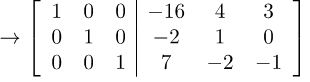 → [ 1 0 0 | −16 4 3
0 1 0 | −2 1 0
0 0 1 | 7 −2 −1 ]